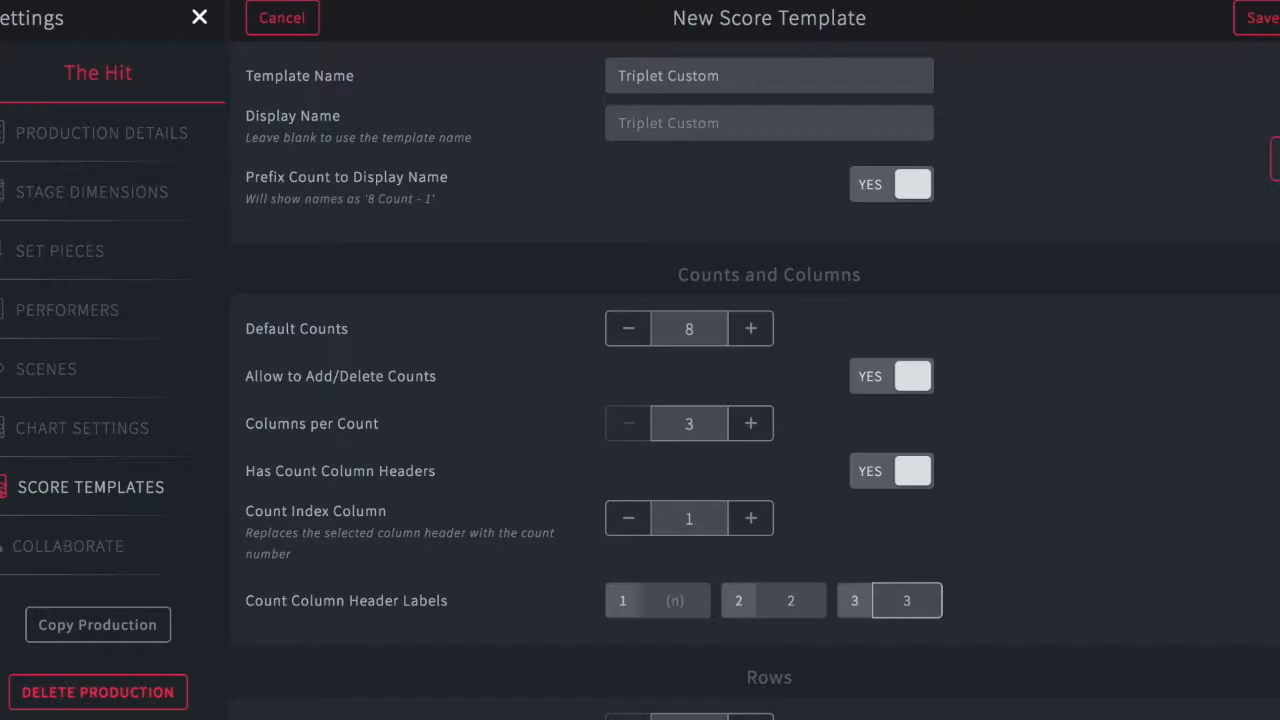 ettings
The Hit
PRODUCTION DETAILS
STAGE DIMENSIONS
SET PIECES
PERFORMERS
SCENES
CHART SETTINGS
SCORE TEMPLATES
COLLABORATE
Copy Production
DELETE PRODUCTION
Cancel
New Score Template
Save
Template Name
Triplet Custom
Display Name
Leave blank to use the template name
Triplet Custom
Prefix Count to Display Name
Will show names as '8 Count - 1'
YES
Counts and Columns
Default Counts
− 8 +
Allow to Add/Delete Counts
YES
Columns per Count
− 3 +
Has Count Column Headers
YES
Count Index Column
Replaces the selected column header with the count
number
− 1 +
Count Column Header Labels
1 (n) 2 2 3 3
Rows